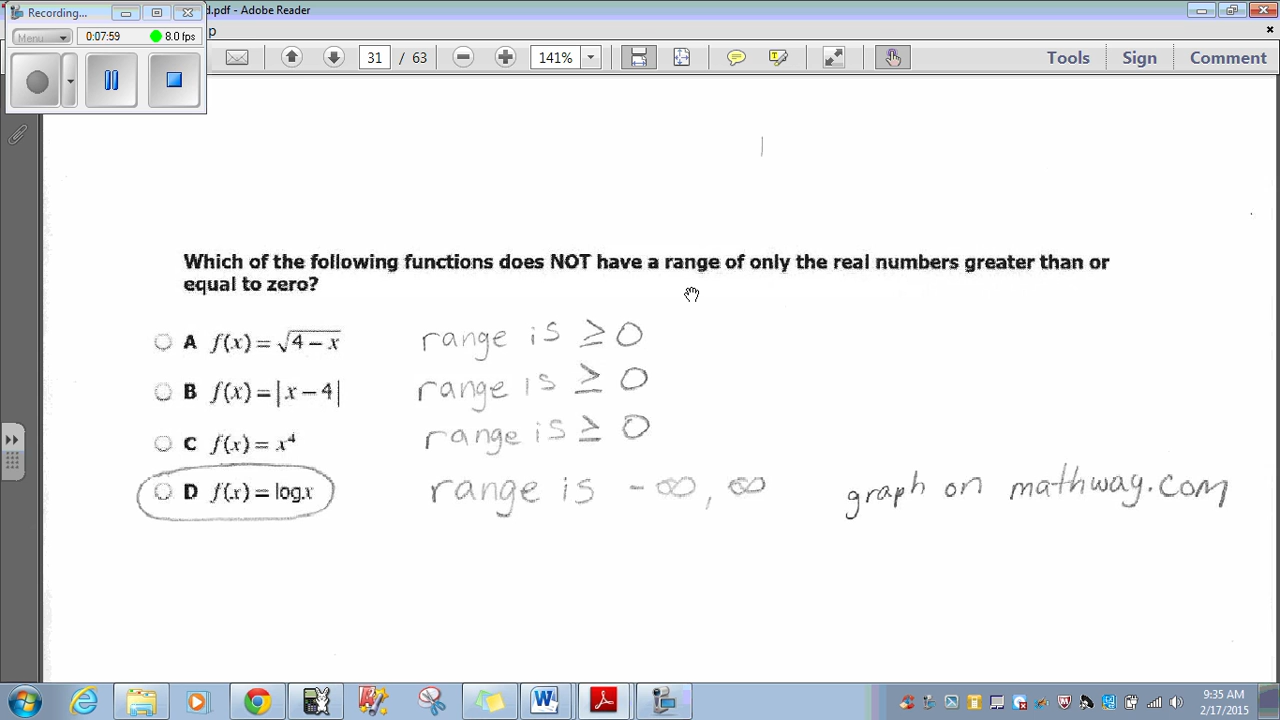 Recording...
d.pdf - Adobe Reader
Menu
0:07:59
8.0 fps
p
31 / 63
141%
Tools
Sign
Comment
Which of the following functions does NOT have a range of only the real numbers greater than or
equal to zero?
A f(x) = √4 − x range is ≥ 0
B f(x) = |x − 4| range is ≥ 0
C f(x) = x⁴ range is ≥ 0
D f(x) = log x range is -∞, ∞ graph on mathway.com
9:35 AM
2/17/2015